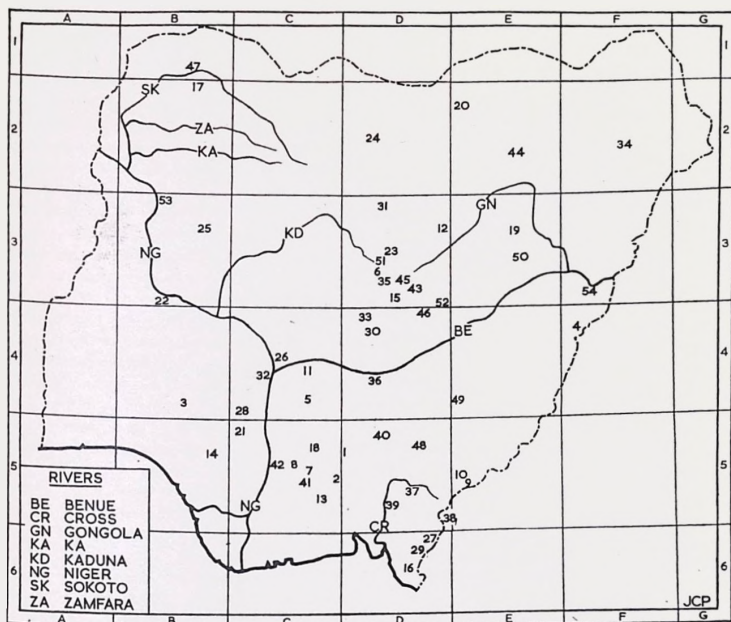 A B C D E F G
1 1
47
SK 17
20
ZA
2 24 2
KA 44 34
53 31 GN
25 KD 12 19
3 NG 23 3
51 50
6 35 45
43
15 54
22 52
33 46 4
30 BE
4 26 4
32 11 36
3 5 49
28
21 40
18 1 48
14
5 42 8 7 10 5
41 2 9
RIVERS 37
13
BE BENUE NG 39 38
CR CROSS CR
GN GONGOLA 27
KA KA 29
KD KADUNA 16
6 NG NIGER 6
SK SOKOTO
ZA ZAMFARA JCP
A B C D E F G